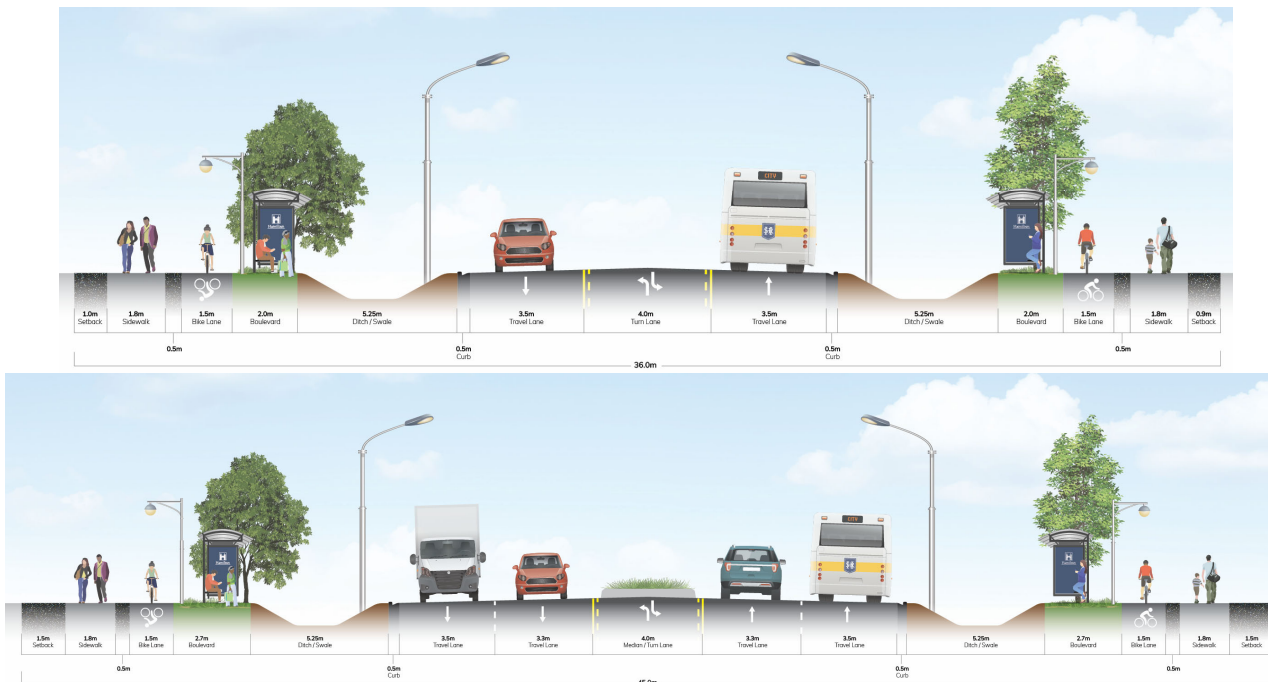 CITY
H
Hamilton
H
1.0m
Setback
1.8m
Sidewalk
1.5m
Bike Lane
2.0m
Boulevard
5.25m
Ditch / Swale
3.5m
Travel Lane
4.0m
Turn Lane
3.5m
Travel Lane
5.25m
Ditch / Swale
2.0m
Boulevard
1.5m
Bike Lane
1.8m
Sidewalk
0.9m
Setback
0.5m
0.5m
Curb
0.5m
Curb
0.5m
36.0m
CITY
H
Hamilton
H
1.5m
Setback
1.8m
Sidewalk
1.5m
Bike Lane
2.7m
Boulevard
5.25m
Ditch / Swale
3.5m
Travel Lane
3.3m
Travel Lane
4.0m
Median / Turn Lane
3.3m
Travel Lane
3.5m
Travel Lane
5.25m
Ditch / Swale
2.7m
Boulevard
1.5m
Bike Lane
1.8m
Sidewalk
1.5m
Setback
0.5m
0.5m
Curb
0.5m
Curb
0.5m